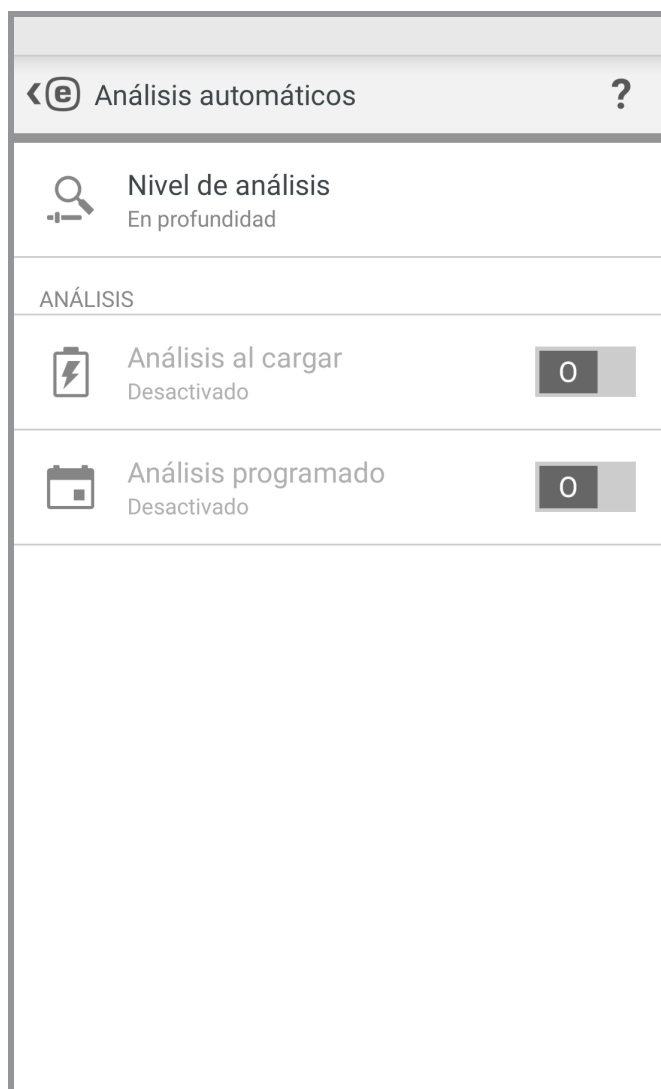 e Análisis automáticos ?
Nivel de análisis
En profundidad
ANÁLISIS
Análisis al cargar
Desactivado
O
Análisis programado
Desactivado
O